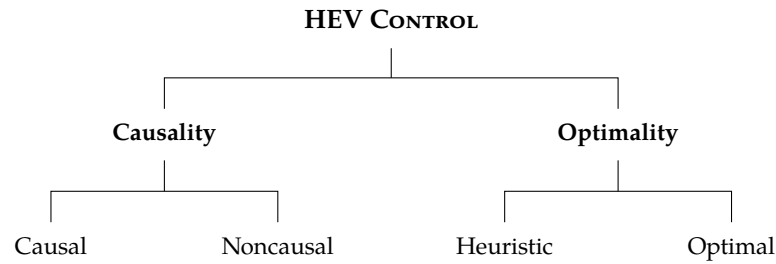 HEV CONTROL
Causality Optimality
Causal Noncausal Heuristic Optimal